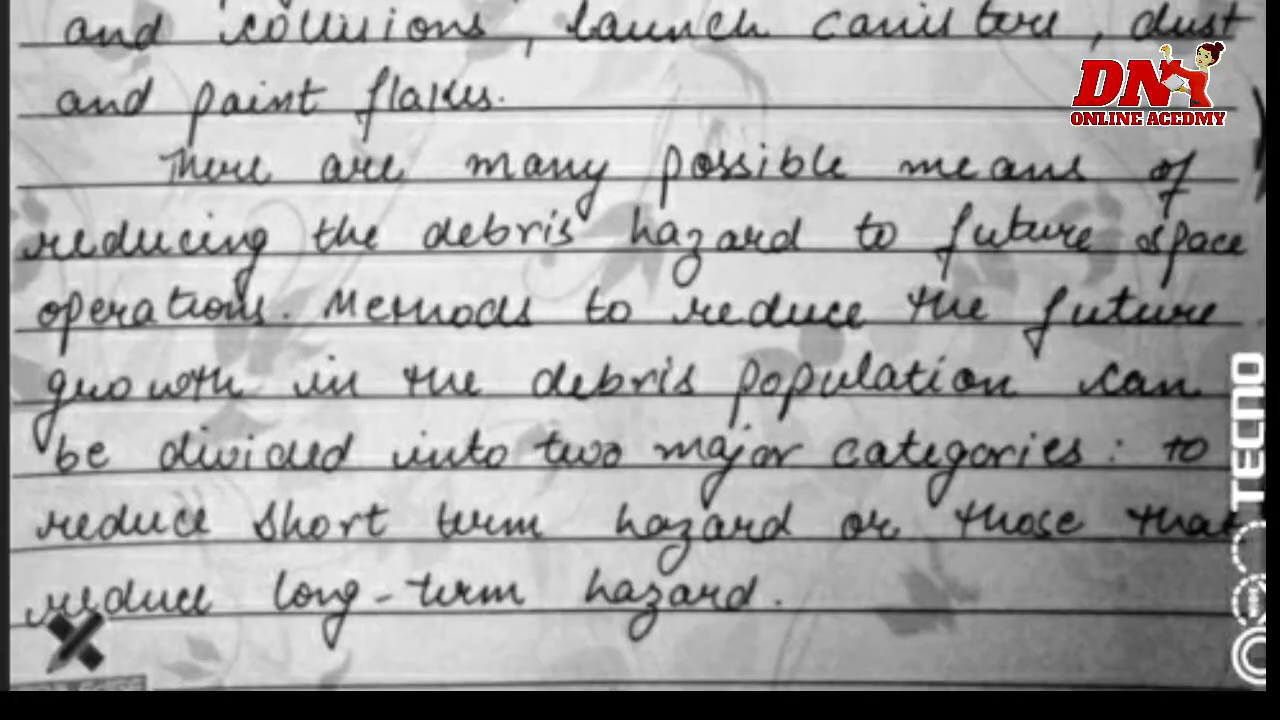 and collisions, launch canisters, dust
and paint flakes.
There are many possible means of
reducing the debris hazard to future space
operations. Methods to reduce the future
growth in the debris population can
be divided into two major categories: to
reduce short term hazard or those that
reduce long-term hazard.
DN
ONLINE ACEDMY
TECNO